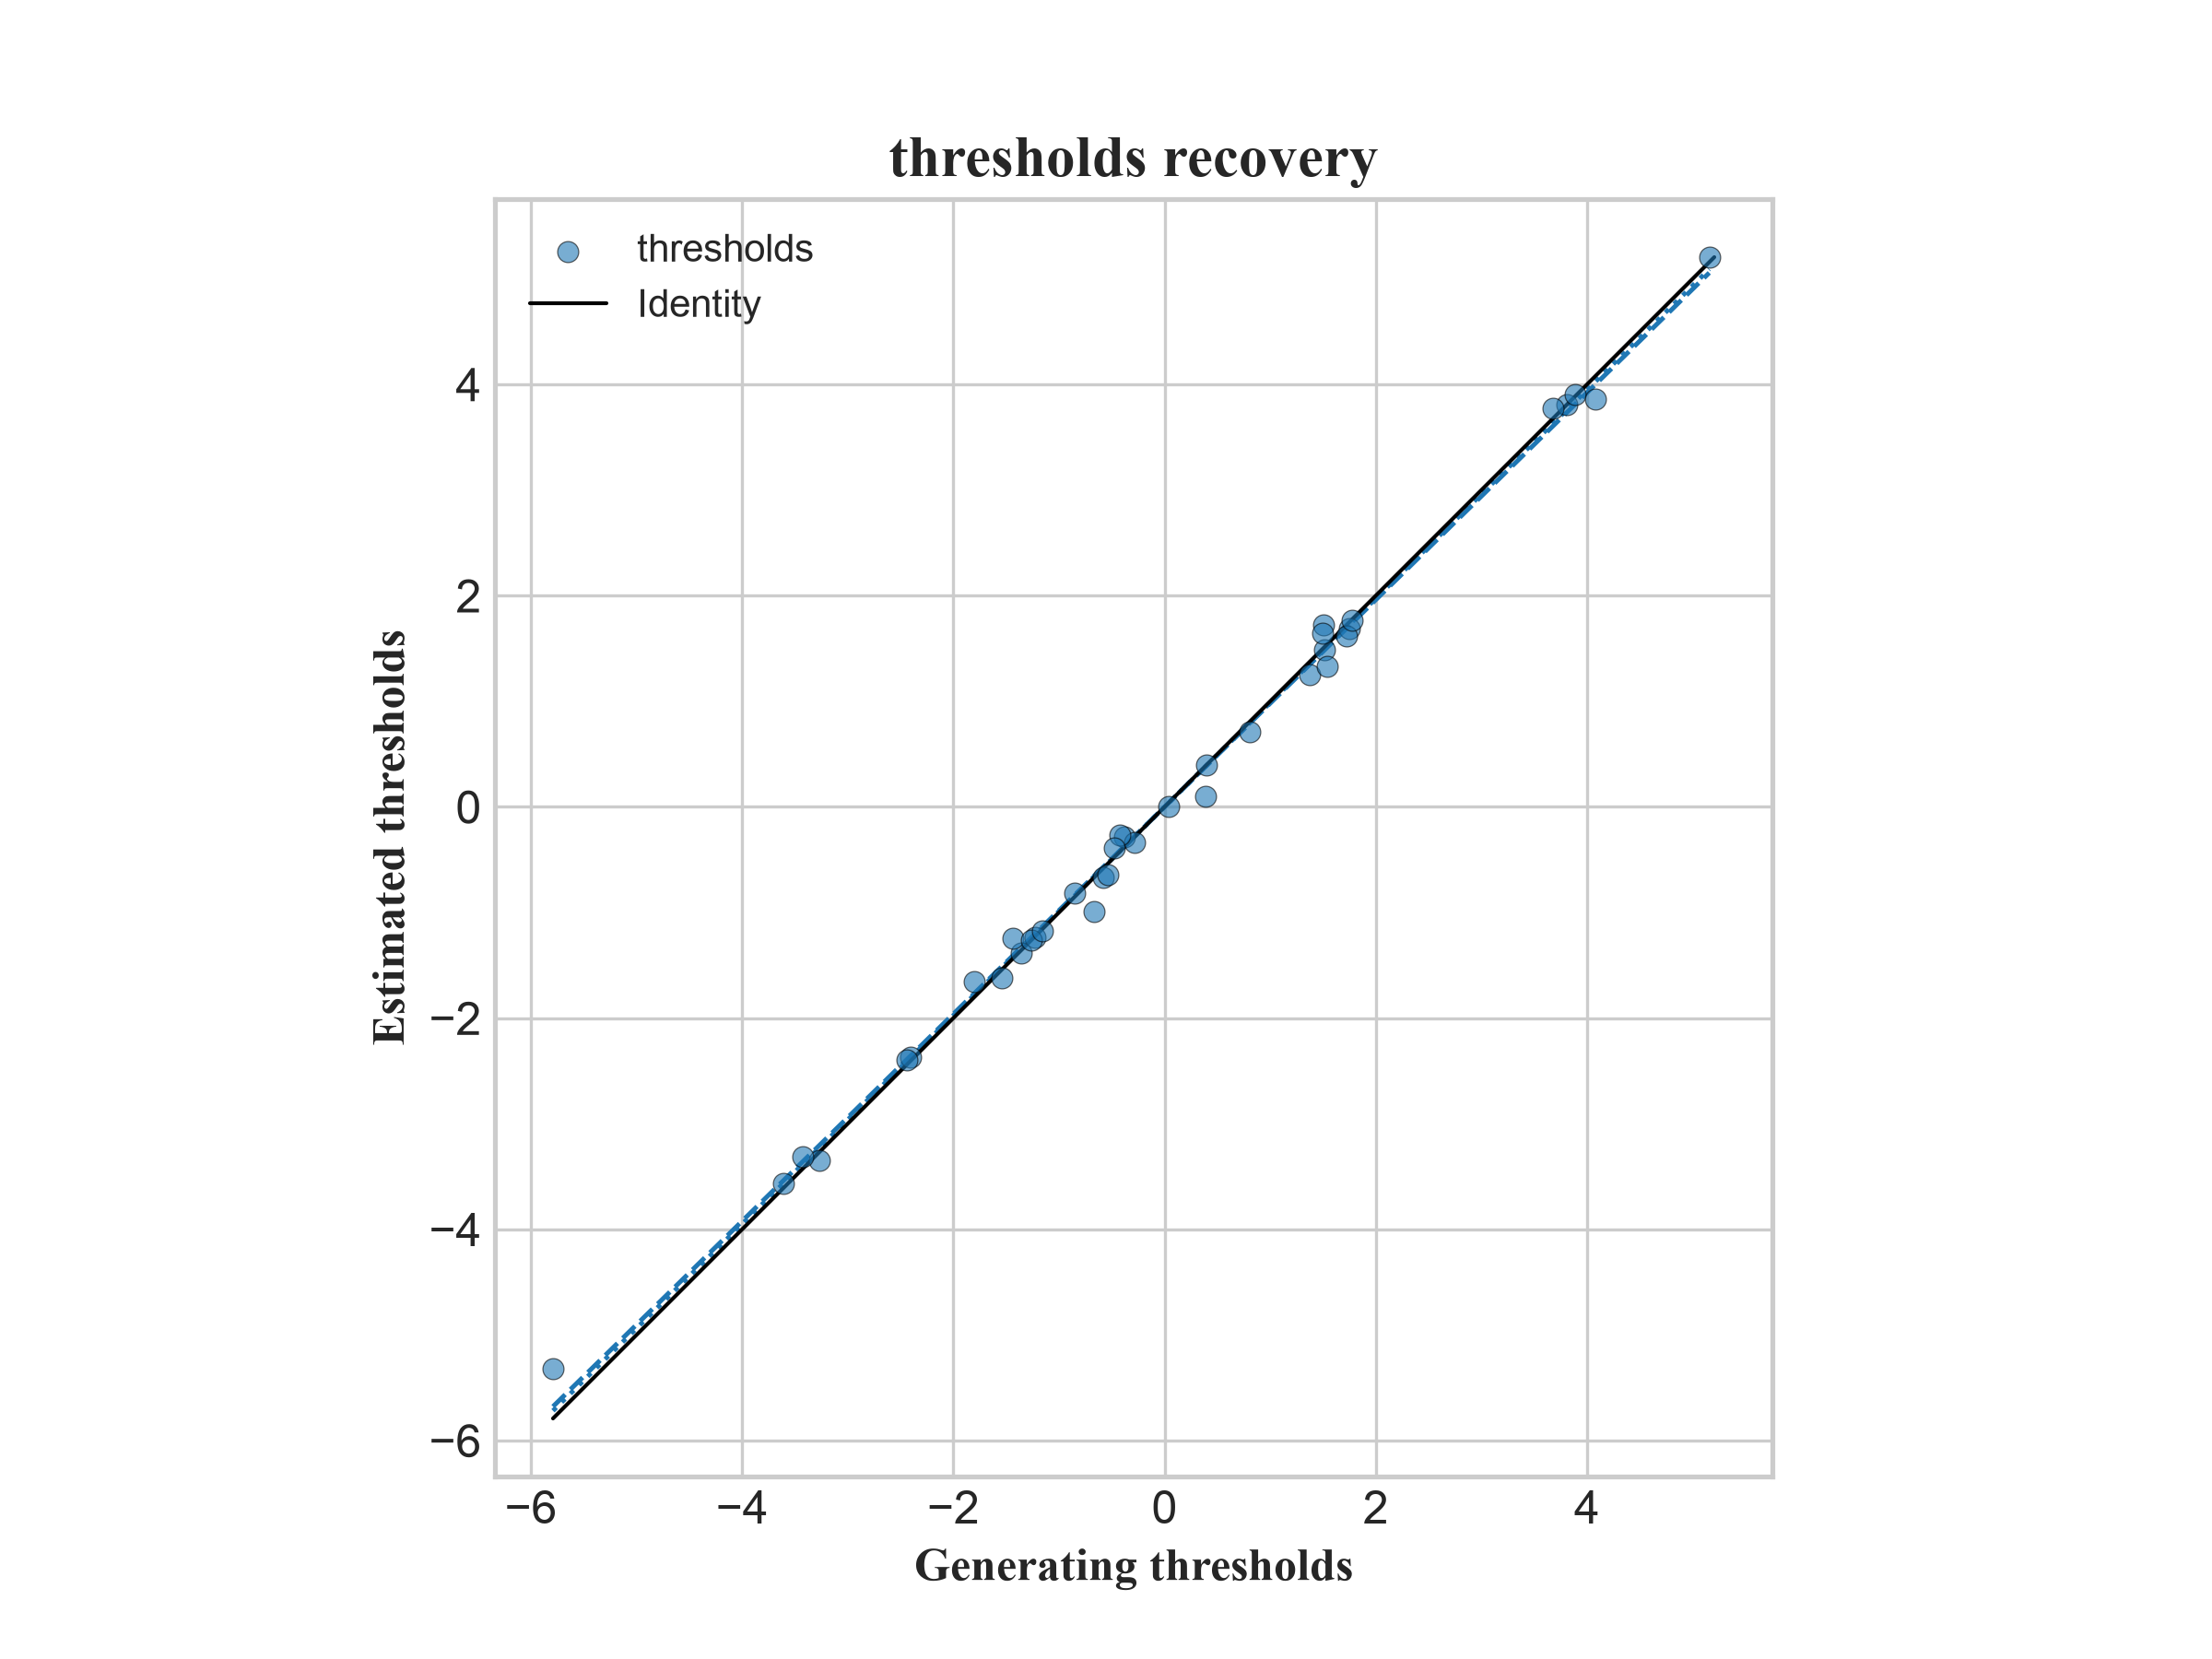 thresholds recovery
thresholds
Identity
4
2
0
−2
−4
−6
Estimated thresholds
−6
−4
−2
0
2
4
Generating thresholds